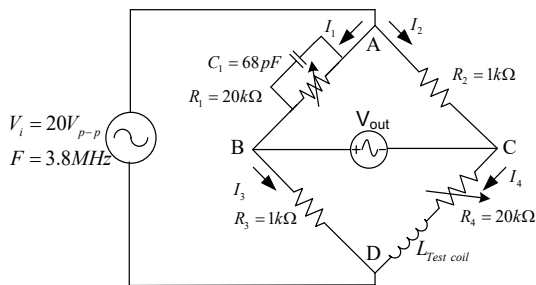 A
I₁
I₂
C₁ = 68pF
R₁ = 20kΩ
R₂ = 1kΩ
Vᵢ = 20Vₚ₋ₚ
F = 3.8MHz
Vout
+ -
B
C
I₃
I₄
R₃ = 1kΩ
R₄ = 20kΩ
D
L_Test coil